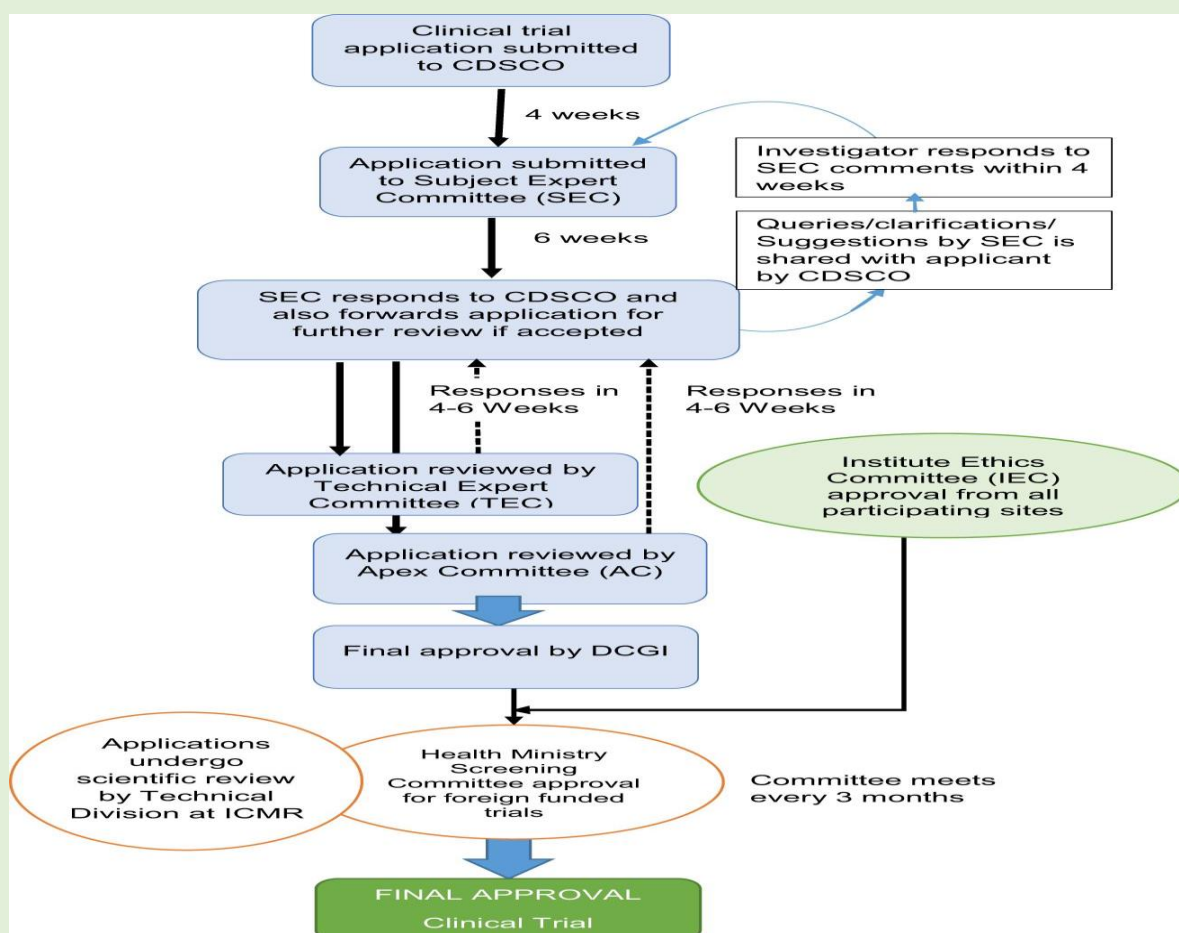 Clinical trial
application submitted
to CDSCO
4 weeks
Application submitted
to Subject Expert
Committee (SEC)
Investigator responds to
SEC comments within 4
weeks
Queries/clarifications/
Suggestions by SEC is
shared with applicant
by CDSCO
6 weeks
SEC responds to CDSCO and
also forwards application for
further review if accepted
Responses in
4-6 Weeks
Responses in
4-6 Weeks
Application reviewed by
Technical Expert
Committee (TEC)
Institute Ethics
Committee (IEC)
approval from all
participating sites
Application reviewed by
Apex Committee (AC)
Final approval by DCGI
Applications
undergo
scientific review
by Technical
Division at ICMR
Health Ministry
Screening
Committee approval
for foreign funded
trials
Committee meets
every 3 months
FINAL APPROVAL
Clinical Trial